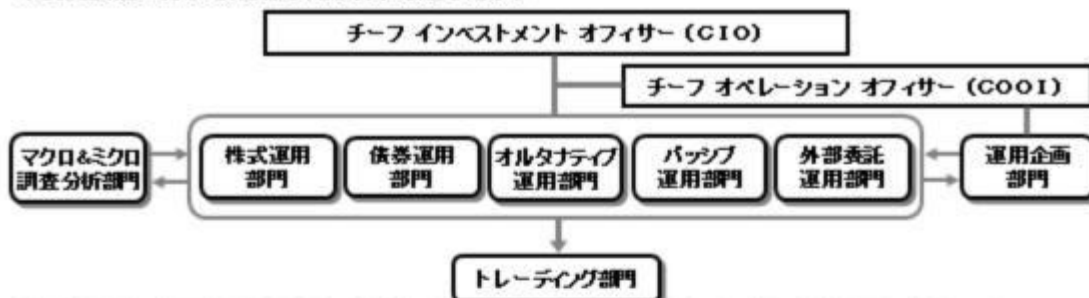 チーフ インベストメント オフィサー (CIO)
チーフ オペレーション オフィサー (COOI)
マクロ&ミクロ
調査分析部門
株式運用
部門
債券運用
部門
オルタナティブ
運用部門
パッシブ
運用部門
外部委託
運用部門
運用企画
部門
トレーディング部門